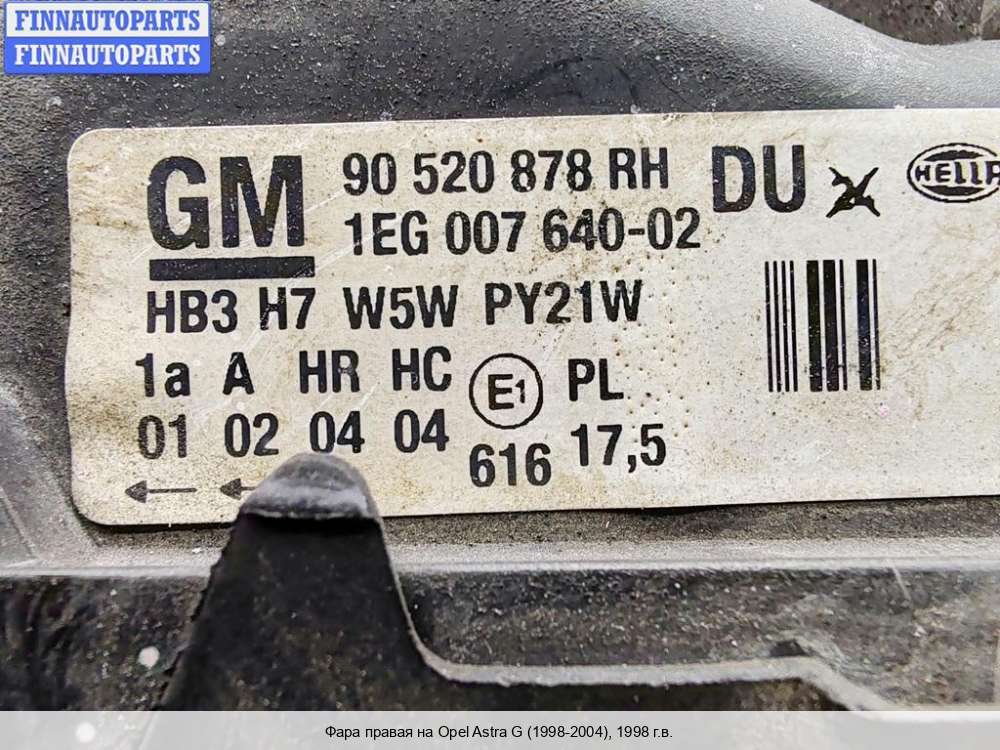 FINNAUTOPARTS
FINNAUTOPARTS
GM
90 520 878 RH
1EG 007 640-02
DU
HELLA
HB3 H7 W5W PY21W
1a A HR HC E1 PL
01 02 04 04 616 17,5
Фара правая на Opel Astra G (1998-2004), 1998 г.в.